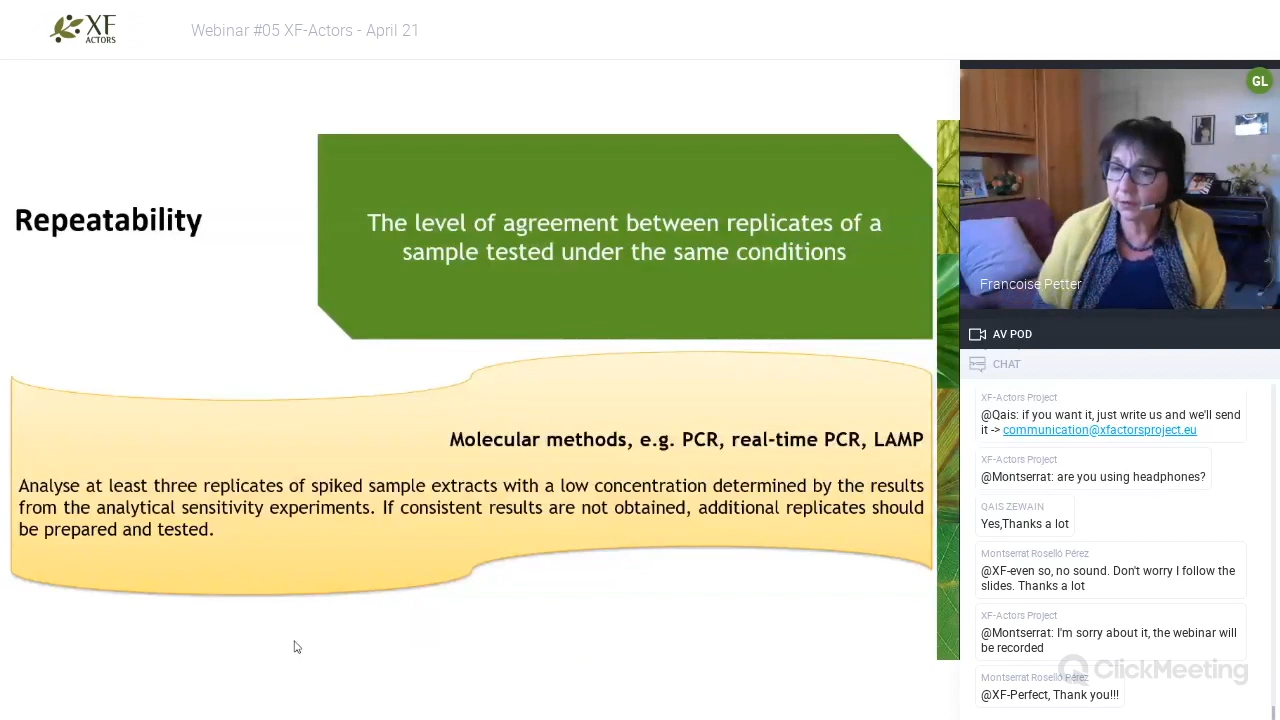 XF
ACTORS
Webinar #05 XF-Actors - April 21
Repeatability
The level of agreement between replicates of a
sample tested under the same conditions
Molecular methods, e.g. PCR, real-time PCR, LAMP
Analyse at least three replicates of spiked sample extracts with a low concentration determined by the results
from the analytical sensitivity experiments. If consistent results are not obtained, additional replicates should
be prepared and tested.
GL
Francoise Petter
AV POD
CHAT
XF-Actors Project
@Qais: if you want it, just write us and we'll send
it -> communication@xfactorsproject.eu
XF-Actors Project
@Montserrat: are you using headphones?
QAIS ZEWAIN
Yes,Thanks a lot
Montserrat Roselló Pérez
@XF-even so, no sound. Don't worry I follow the
slides. Thanks a lot
XF-Actors Project
@Montserrat: I'm sorry about it, the webinar will
be recorded
Montserrat Roselló Pérez
@XF-Perfect, Thank you!!!
ClickMeeting